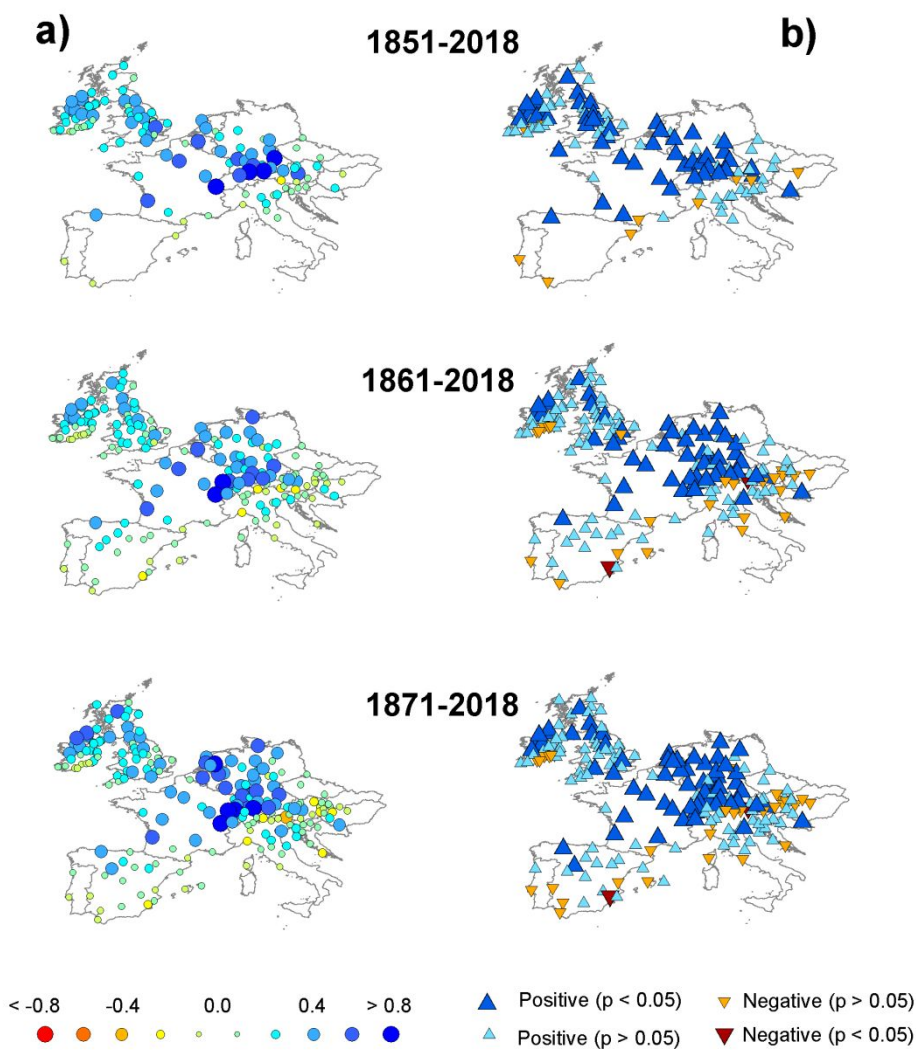 a)
b)
1851-2018
1861-2018
1871-2018
< -0.8 -0.4 0.0 0.4 > 0.8
Positive (p < 0.05) Negative (p > 0.05)
Positive (p > 0.05) Negative (p < 0.05)